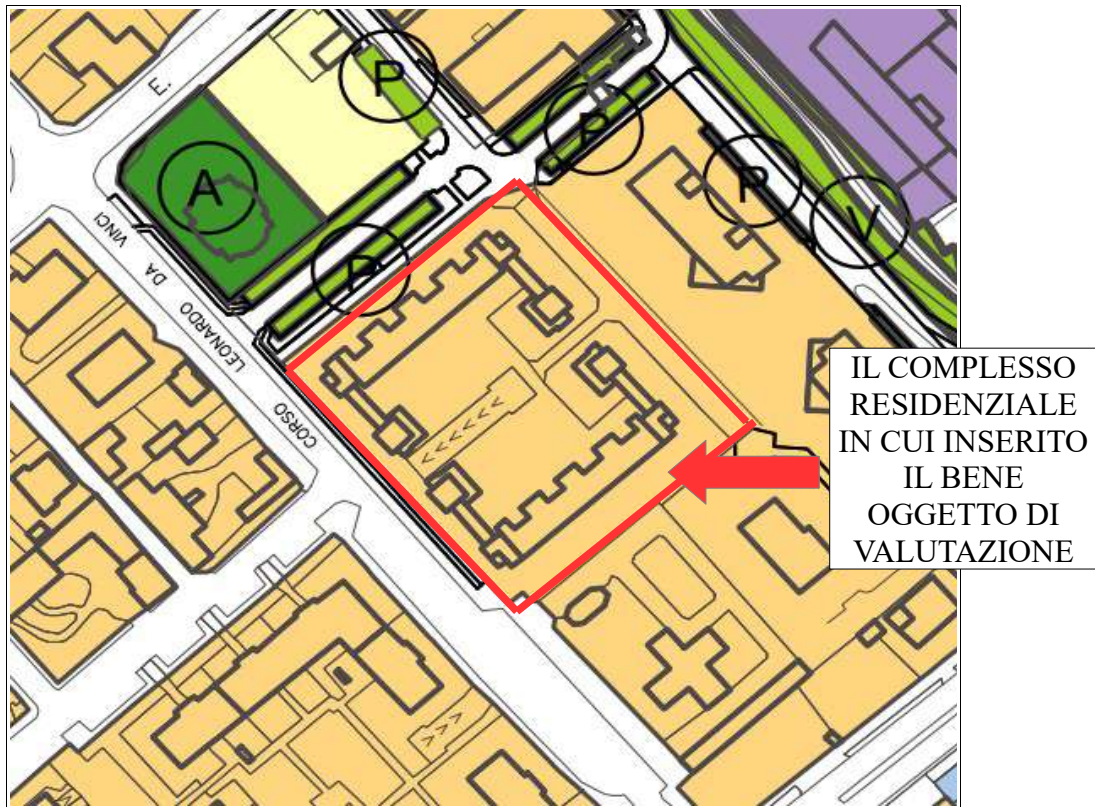 E.
P
P
P
V
A
P
CORSO LEONARDO DA VINCI
IL COMPLESSO
RESIDENZIALE
IN CUI INSERITO
IL BENE
OGGETTO DI
VALUTAZIONE